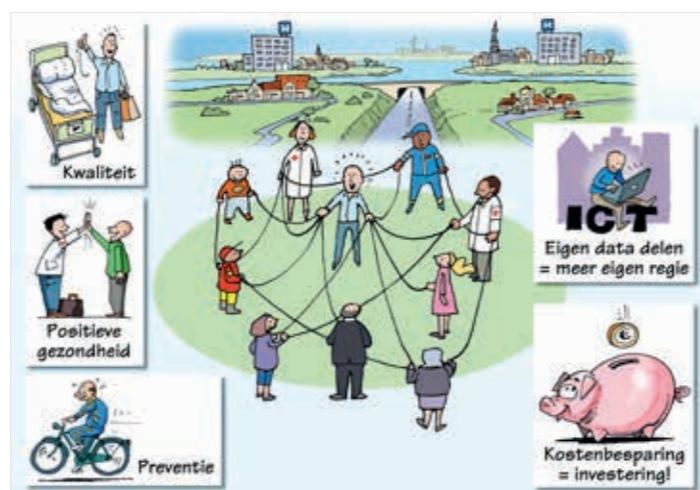 H
H
Kwaliteit
Positieve
gezondheid
Preventie
ICT
Eigen data delen
= meer eigen regie
€
Kostenbesparing
= investering!